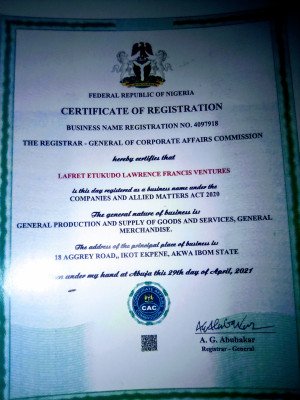 FEDERAL REPUBLIC OF NIGERIA
CERTIFICATE OF REGISTRATION
BUSINESS NAME REGISTRATION NO. 4097918
THE REGISTRAR - GENERAL OF CORPORATE AFFAIRS COMMISSION
hereby certifies that
LAFRET ETUKUDO LAWRENCE FRANCIS VENTURES
is this day registered as a business name under the
COMPANIES AND ALLIED MATTERS ACT 2020
The general nature of business is:
GENERAL PRODUCTION AND SUPPLY OF GOODS AND SERVICES, GENERAL
MERCHANDISE.
The address of the principal place of business is:
18 AGGREY ROAD,, IKOT EKPENE, AKWA IBOM STATE
under my hand at Abuja this 29th day of April, 2021
CAC
A. G. Abubakar
Registrar - General